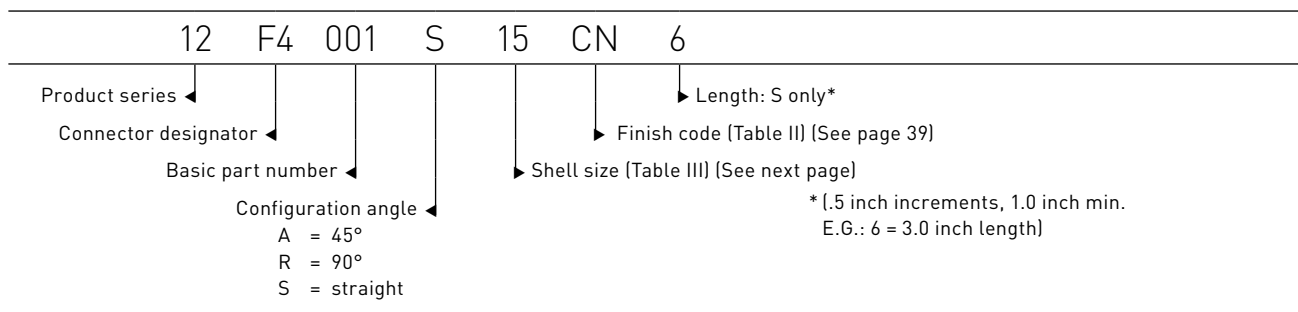 12 F4 001 S 15 CN 6
Product series
Length: S only*
Connector designator
Finish code (Table II) (See page 39)
Basic part number
Shell size (Table III) (See next page)
Configuration angle
A = 45°
R = 90°
S = straight
* (.5 inch increments, 1.0 inch min.
E.G.: 6 = 3.0 inch length)